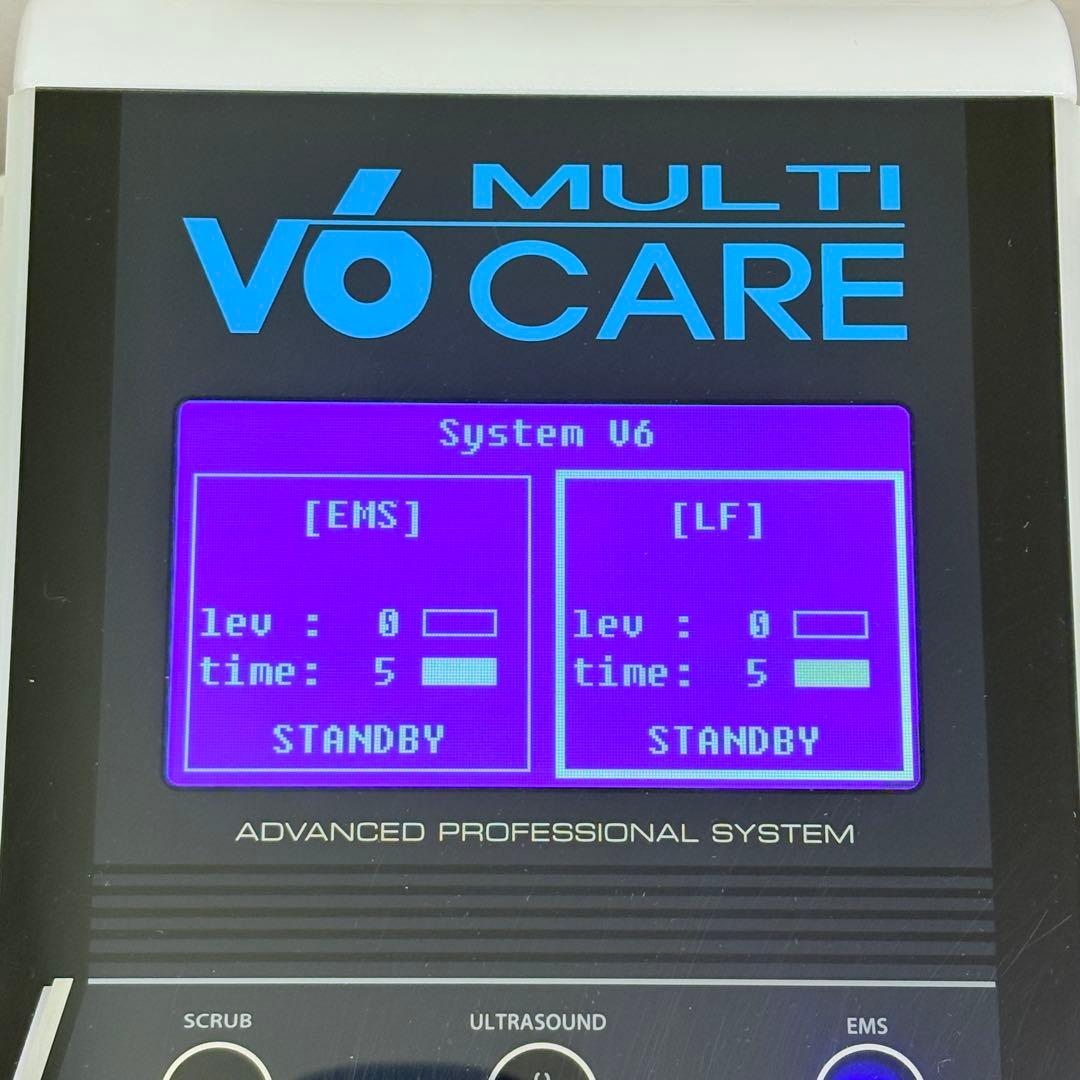 V6 MULTI CARE
System V6
[EMS]
lev : 0
time: 5
STANDBY
[LF]
lev : 0
time: 5
STANDBY
ADVANCED PROFESSIONAL SYSTEM
SCRUB
ULTRASOUND
EMS